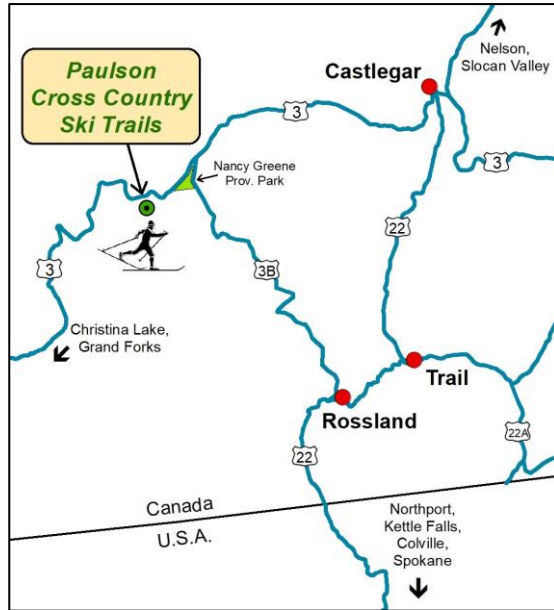 Paulson
Cross Country
Ski Trails
Nelson,
Slocan Valley
Castlegar
3
3
Nancy Greene
Prov. Park
22
3B
3
Christina Lake,
Grand Forks
Trail
Rossland
22A
22
Canada
U.S.A.
Northport,
Kettle Falls,
Colville,
Spokane